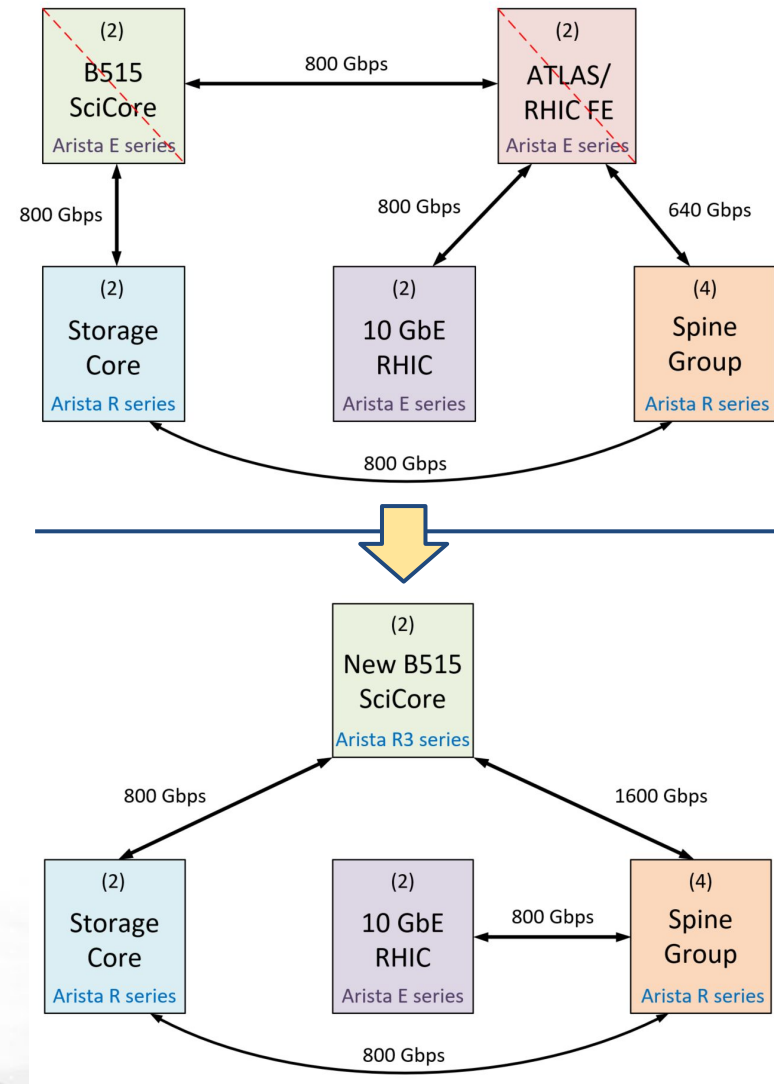 (2)
B515
SciCore
Arista E series
800 Gbps
(2)
ATLAS/
RHIC FE
Arista E series
800 Gbps
800 Gbps
640 Gbps
(2)
Storage
Core
Arista R series
(2)
10 GbE
RHIC
Arista E series
(4)
Spine
Group
Arista R series
800 Gbps
(2)
New B515
SciCore
Arista R3 series
800 Gbps
1600 Gbps
(2)
Storage
Core
Arista R series
(2)
10 GbE
RHIC
Arista E series
800 Gbps
(4)
Spine
Group
Arista R series
800 Gbps